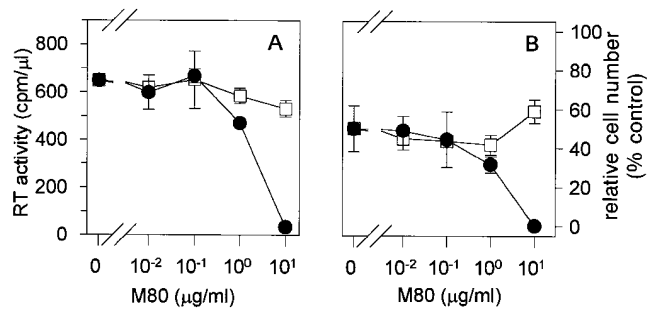 A
B
RT activity (cpm/µl)
800
600
400
200
0
100
80
60
40
20
0
relative cell number
(% control)
0 10⁻² 10⁻¹ 10⁰ 10¹
0 10⁻² 10⁻¹ 10⁰ 10¹
M80 (µg/ml)
M80 (µg/ml)